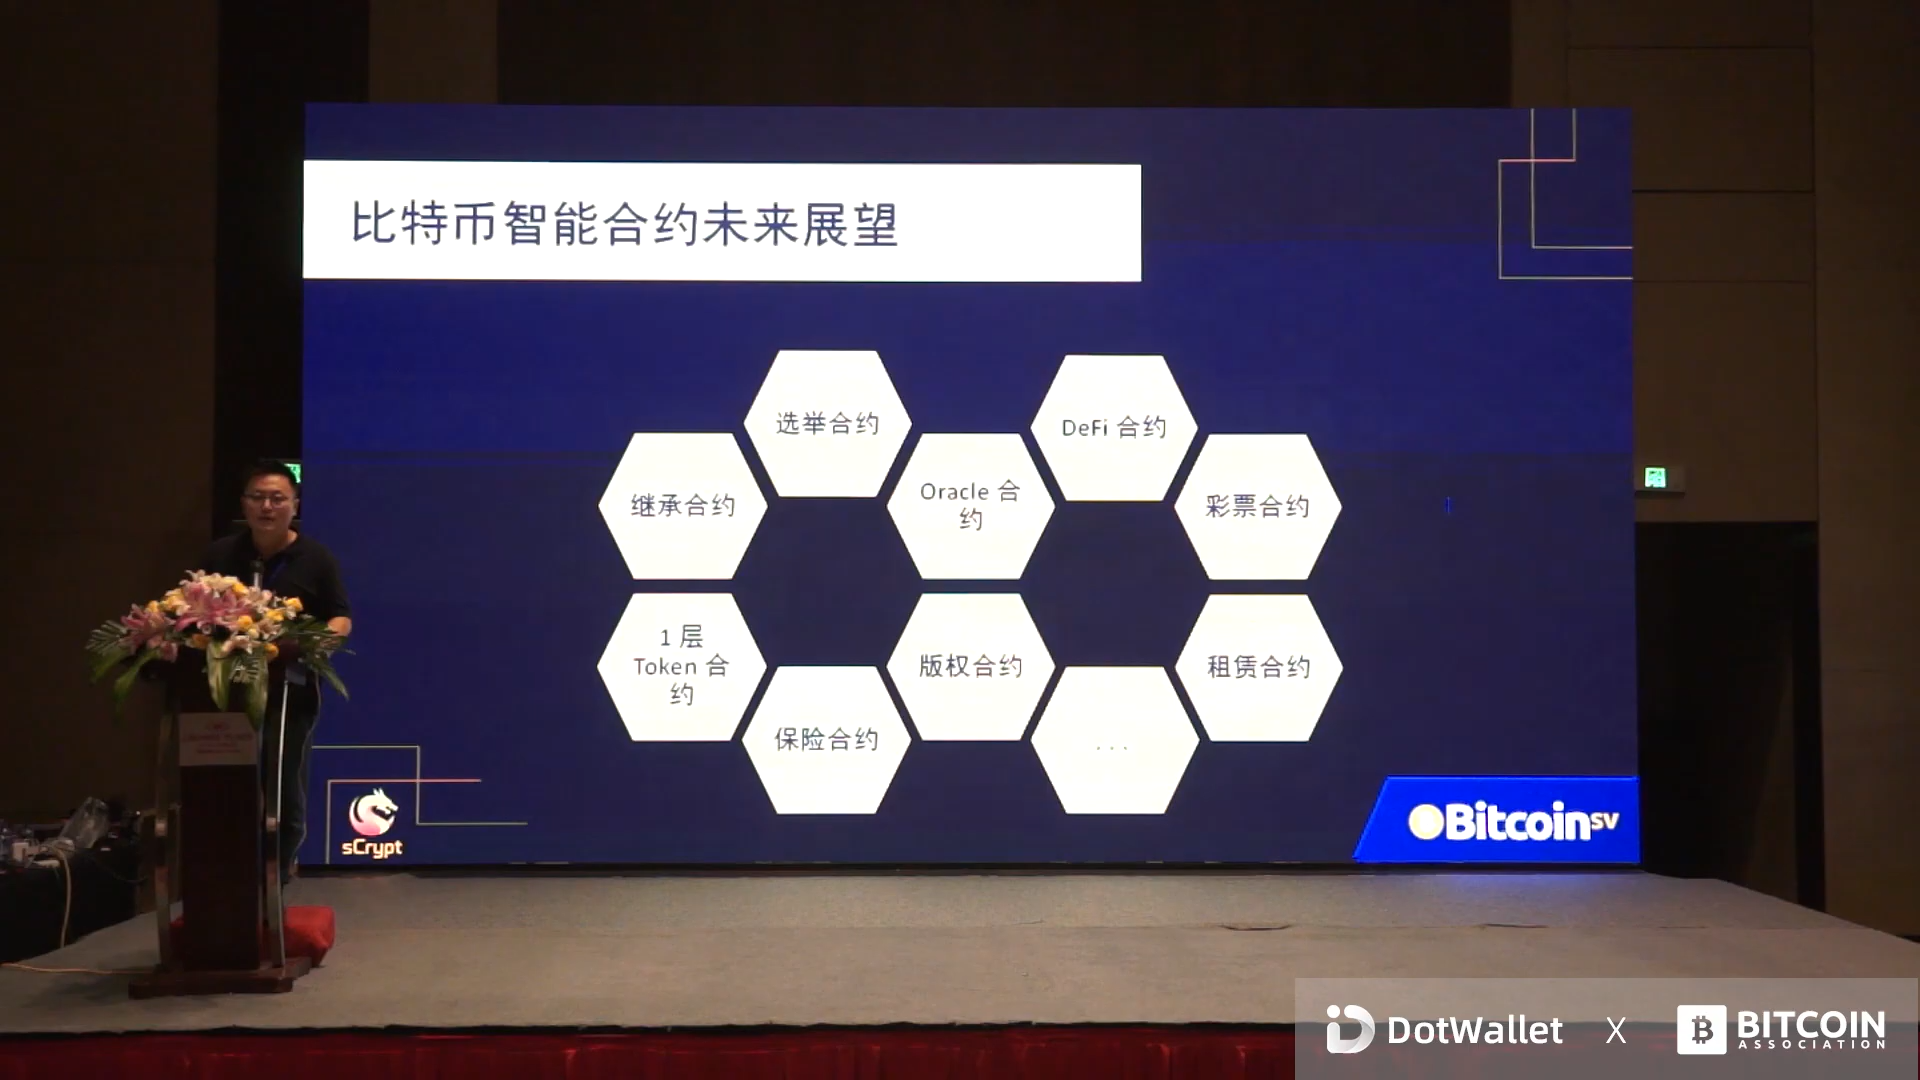 比特币智能合约未来展望
选举合约
DeFi 合约
继承合约
Oracle 合
约
彩票合约
1 层
Token 合
约
版权合约
租赁合约
保险合约
...
sCrypt
BitcoinSV
DotWallet X BITCOIN
ASSOCIATION